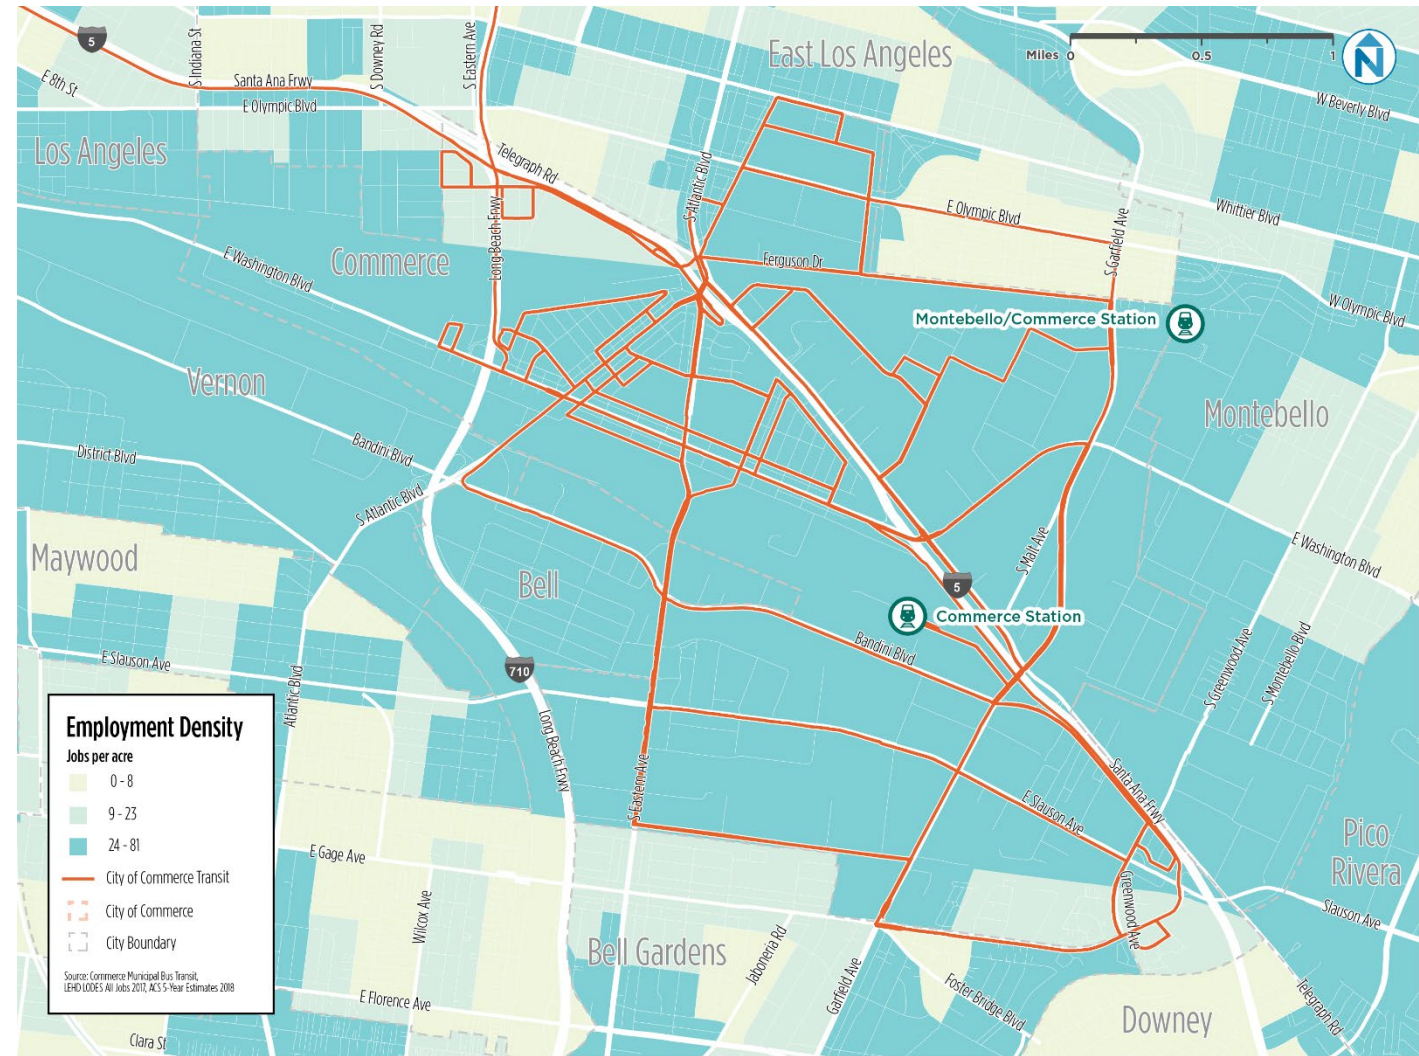 5
E 8th St
S Indiana St
S Downey Rd
S Eastern Ave
Santa Ana Frwy
E Olympic Blvd
Los Angeles
East Los Angeles
Miles 0 0.5 1
N
W Beverly Blvd
Telegraph Rd
S Atlantic Blvd
E Olympic Blvd
Whittier Blvd
S Garfield Ave
Long Beach Frwy
Commerce
E Washington Blvd
Ferguson Dr
W Olympic Blvd
Montebello/Commerce Station
Vernon
Montebello
Bandini Blvd
District Blvd
S Atlantic Blvd
Maywood
Bell
S Malt Ave
E Washington Blvd
5
Commerce Station
Bandini Blvd
E Slauson Ave
710
Atlantic Blvd
Long Beach Frwy
S Greenwood Ave
S Montebello Blvd
S Eastern Ave
E Slauson Ave
Santa Ana Frwy
Pico
Rivera
Employment Density
Jobs per acre
0 - 8
9 - 23
24 - 81
City of Commerce Transit
City of Commerce
City Boundary
Source: Commerce Municipal Bus Transit,
LEHD LODES All Jobs 2017, ACS 5-Year Estimates 2018
E Gage Ave
Wilcox Ave
Greenwood Ave
Slauson Ave
Bell Gardens
Jaboneria Rd
Garfield Ave
Foster Bridge Blvd
Telegraph Rd
Downey
E Florence Ave
Clara St